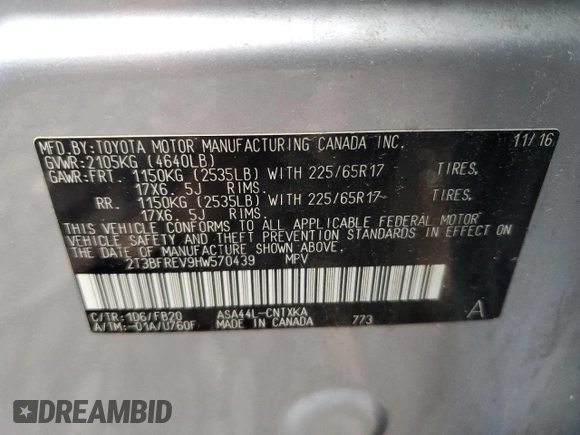 MFD.BY:TOYOTA MOTOR MANUFACTURING CANADA INC. 11/16
GVWR:2105KG (4640LB)
GAWR:FRT. 1150KG (2535LB) WITH 225/65R17 TIRES,
17X6. 5J RIMS.
RR. 1150KG (2535LB) WITH 225/65R17 TIRES,
17X6. 5J RIMS.
THIS VEHICLE CONFORMS TO ALL APPLICABLE FEDERAL MOTOR
VEHICLE SAFETY AND THEFT PREVENTION STANDARDS IN EFFECT
ON THE DATE OF MANUFACTURE SHOWN ABOVE.
2T3BFREV9HW570439 MPV
C/TR:1D6/FB20 ASA44L-CNTXKA A
A/TM:-01A/U760F MADE IN CANADA 773
DREAMBID